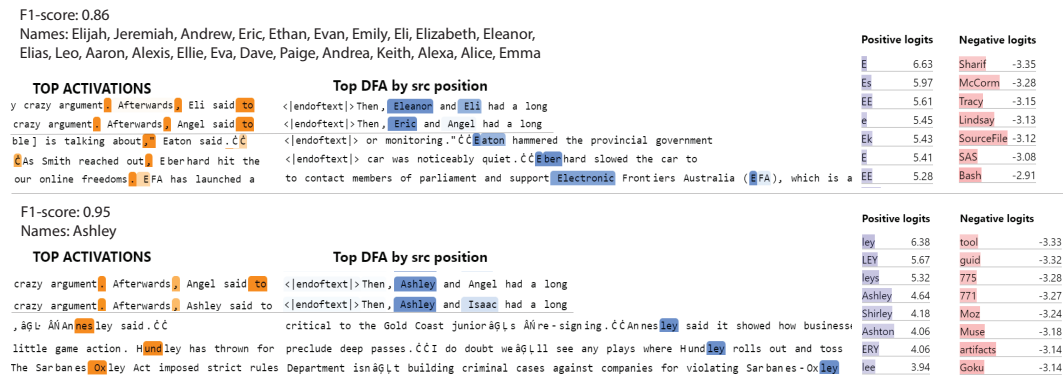 F1-score: 0.86
Names: Elijah, Jeremiah, Andrew, Eric, Ethan, Evan, Emily, Eli, Elizabeth, Eleanor,
Elias, Leo, Aaron, Alexis, Ellie, Eva, Dave, Paige, Andrea, Keith, Alexa, Alice, Emma
TOP ACTIVATIONS
y crazy argument. Afterwards, Eli said to
crazy argument. Afterwards, Angel said to
ble] is talking about," Eaton said.ĊĊ
ĊAs Smith reached out, Eberhard hit the
our online freedoms. EFA has launched a
Top DFA by src position
<|endoftext|>Then, Eleanor and Eli had a long
<|endoftext|>Then, Eric and Angel had a long
<|endoftext|> or monitoring."ĊĊEaton hammered the provincial government
<|endoftext|> car was noticeably quiet.ĊĊEberhard slowed the car to
to contact members of parliament and support Electronic Frontiers Australia (EFA), which is a
Positive logits
E 6.63
Es 5.97
EE 5.61
e 5.45
Ek 5.43
E 5.41
EE 5.28
Negative logits
Sharif -3.35
McCorm -3.28
Tracy -3.15
Lindsay -3.13
SourceFile -3.12
SAS -3.08
Bash -2.91
F1-score: 0.95
Names: Ashley
TOP ACTIVATIONS
crazy argument. Afterwards, Angel said to
crazy argument. Afterwards, Ashley said to
, âĢĿ ÂŃAnnesley said.ĊĊ
little game action. Hundley has thrown for
The Sarbanes Oxley Act imposed strict rules
Top DFA by src position
<|endoftext|>Then, Ashley and Angel had a long
<|endoftext|>Then, Ashley and Isaac had a long
critical to the Gold Coast juniorâĢĻs ÂŃre-signing.ĊĊAnnesley said it showed how businesse
preclude deep passes.ĊĊI do doubt weâĢĻll see any plays where Hundley rolls out and toss
Department isnâĢĻt building criminal cases against companies for violating Sarbanes-Oxley
Positive logits
ley 6.38
LEY 5.67
leys 5.32
Ashley 4.64
Shirley 4.18
Ashton 4.06
ERY 4.06
lee 3.94
Negative logits
tool -3.33
guid -3.32
775 -3.28
771 -3.27
Moz -3.24
Muse -3.18
artifacts -3.14
Goku -3.14